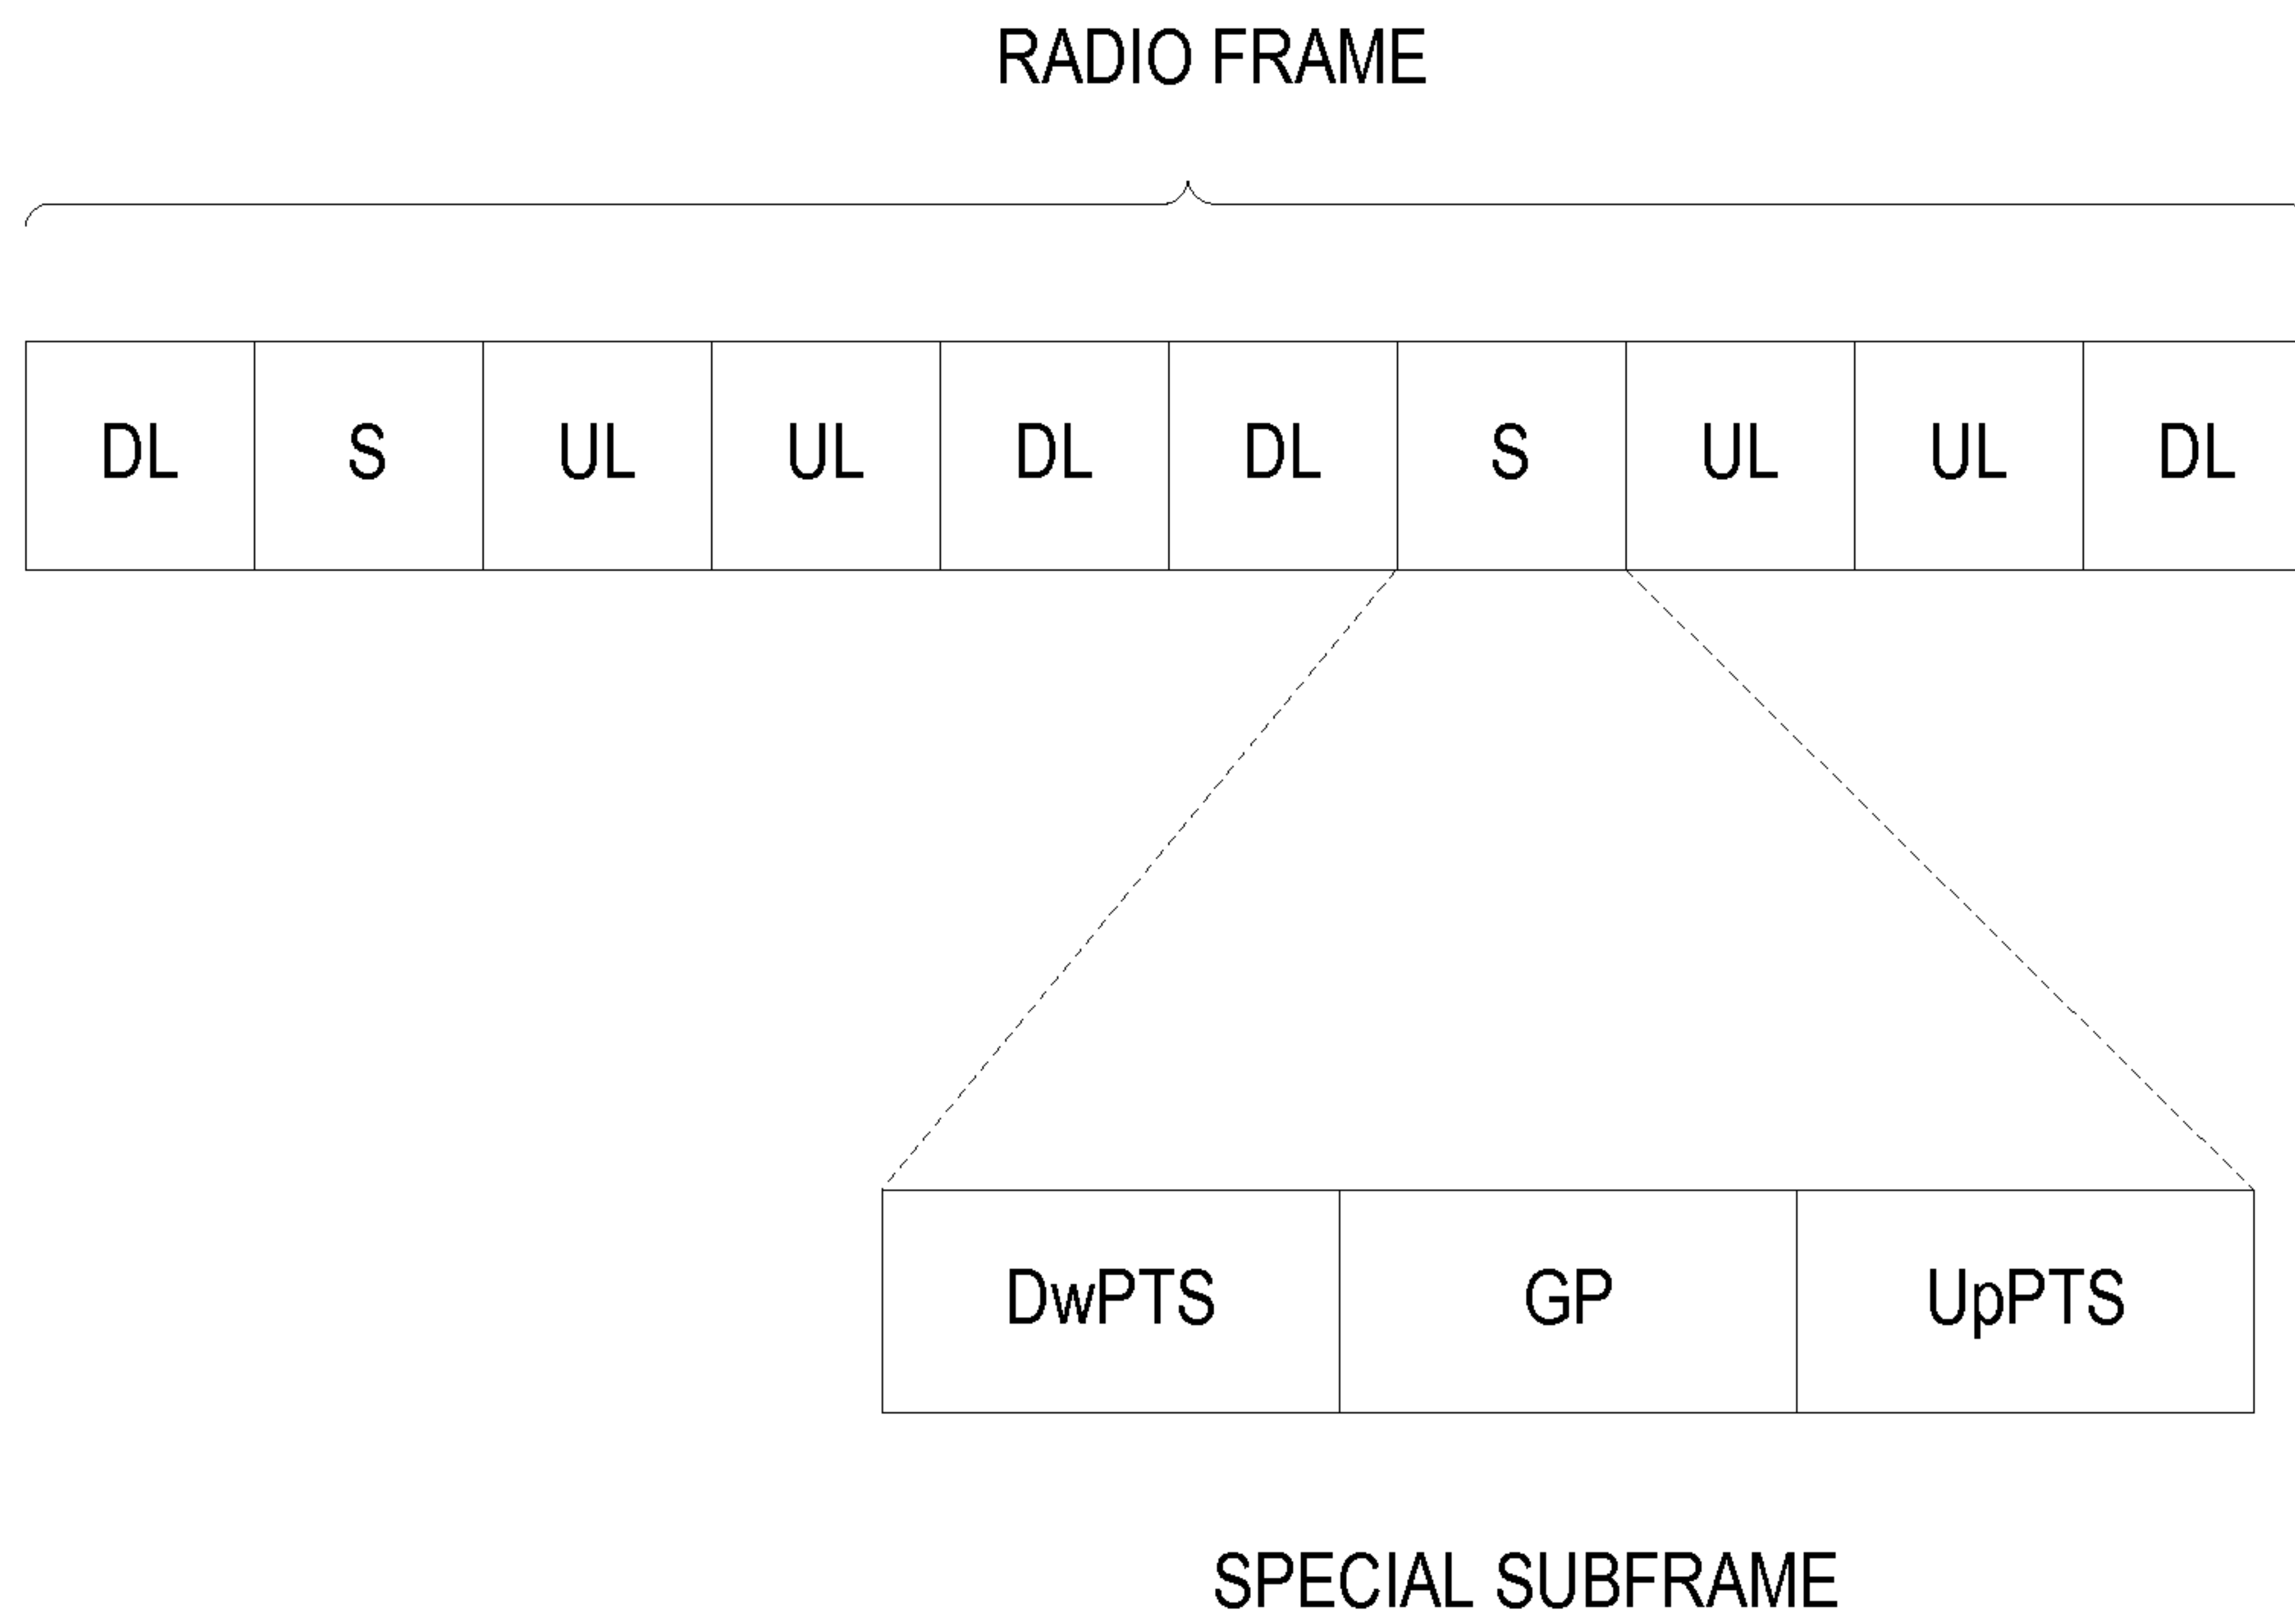 RADIO FRAME
DL S UL UL DL DL S UL UL DL
DwPTS GP UpPTS
SPECIAL SUBFRAME